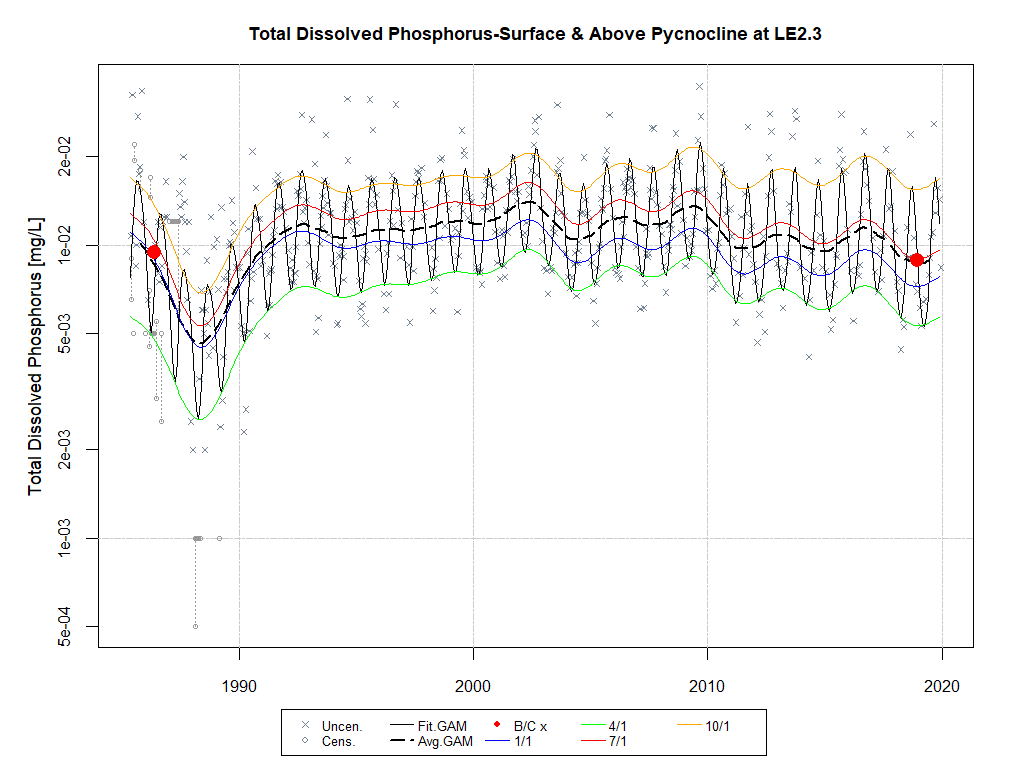 Total Dissolved Phosphorus-Surface & Above Pycnocline at LE2.3
Total Dissolved Phosphorus [mg/L]
2e-02
1e-02
5e-03
2e-03
1e-03
5e-04
1990 2000 2010 2020
Uncen. Fit.GAM B/C x 4/1 10/1
Cens. Avg.GAM 1/1 7/1